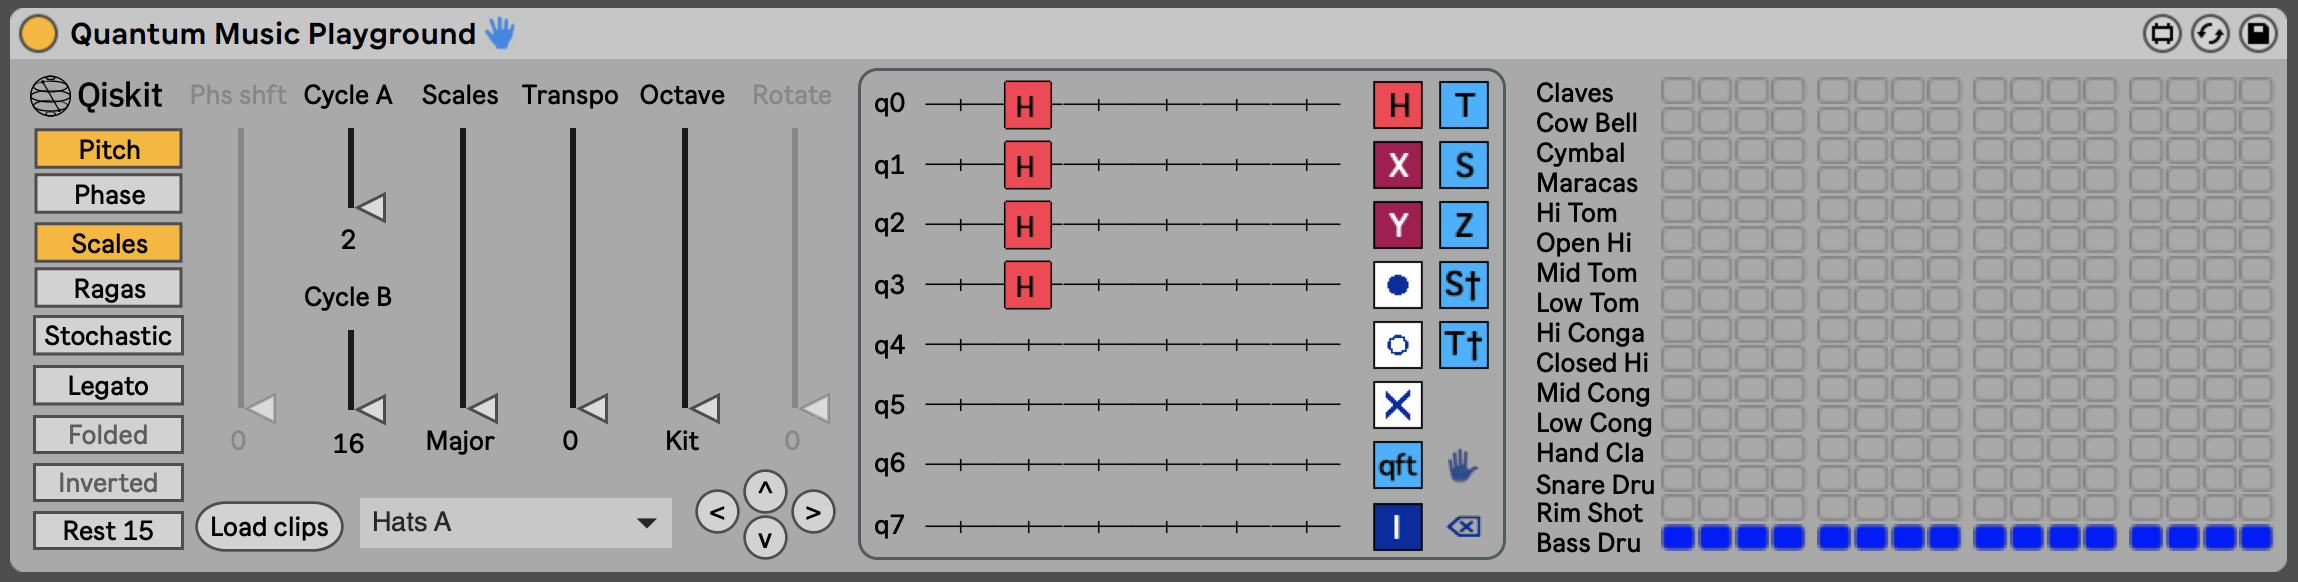 Quantum Music Playground
Qiskit
Phs shft
Cycle A
Scales
Transpo
Octave
Rotate
Pitch
Phase
Scales
Ragas
Stochastic
Legato
Folded
Inverted
Rest 15
2
Cycle B
0
16
Major
0
Kit
0
Load clips
Hats A
<
^
v
>
q0 H
q1 H
q2 H
q3 H
q4
q5
q6
q7
H T
X S
Y Z
S†
T†
qft
I
Claves
Cow Bell
Cymbal
Maracas
Hi Tom
Open Hi
Mid Tom
Low Tom
Hi Conga
Closed Hi
Mid Cong
Low Cong
Hand Cla
Snare Dru
Rim Shot
Bass Dru